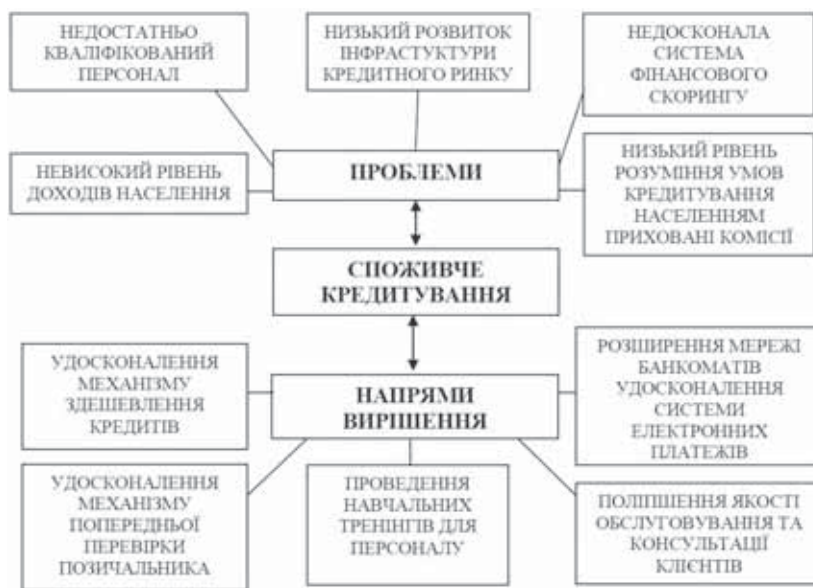 НЕДОСТАТНЬО
КВАЛІФІКОВАНИЙ
ПЕРСОНАЛ
НИЗЬКИЙ РОЗВИТОК
ІНФРАСТУКТУРИ
КРЕДИТНОГО РИНКУ
НЕДОСКОНАЛА
СИСТЕМА
ФІНАНСОВОГО
СКОРИНГУ
НЕВИСОКИЙ РІВЕНЬ
ДОХОДІВ НАСЕЛЕННЯ
ПРОБЛЕМИ
НИЗЬКИЙ РІВЕНЬ
РОЗУМІННЯ УМОВ
КРЕДИТУВАННЯ
НАСЕЛЕННЯМ
ПРИХОВАНІ КОМІСІЇ
СПОЖИВЧЕ
КРЕДИТУВАННЯ
УДОСКОНАЛЕННЯ
МЕХАНІЗМУ
ЗДЕШЕВЛЕННЯ
КРЕДИТІВ
НАПРЯМИ
ВИРІШЕННЯ
РОЗШИРЕННЯ МЕРЕЖІ
БАНКОМАТІВ
УДОСКОНАЛЕННЯ
СИСТЕМИ
ЕЛЕКТРОННИХ
ПЛАТЕЖІВ
УДОСКОНАЛЕННЯ
МЕХАНІЗМУ
ПОПЕРЕДНЬОЇ
ПЕРЕВІРКИ
ПОЗИЧАЛЬНИКА
ПРОВЕДЕННЯ
НАВЧАЛЬНИХ
ТРЕНІНГІВ ДЛЯ
ПЕРСОНАЛУ
ПОЛІПШЕННЯ ЯКОСТІ
ОБСЛУГОВУВАННЯ ТА
КОНСУЛЬТАЦІЇ
КЛІЄНТІВ